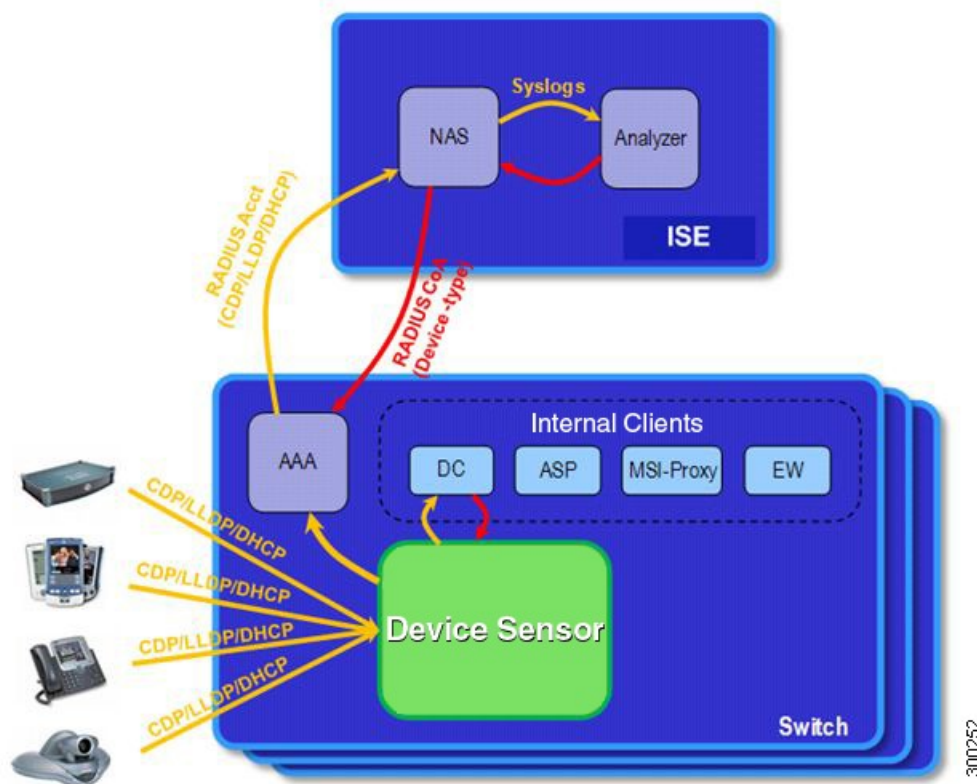 Syslogs
NAS
Analyzer
ISE
RADIUS Acct
(CDP/LLDP/DHCP)
RADIUS CoA
(Device -type)
Internal Clients
AAA
DC
ASP
MSI-Proxy
EW
CDP/LLDP/DHCP
CDP/LLDP/DHCP
CDP/LLDP/DHCP
CDP/LLDP/DHCP
Device Sensor
Switch
300252